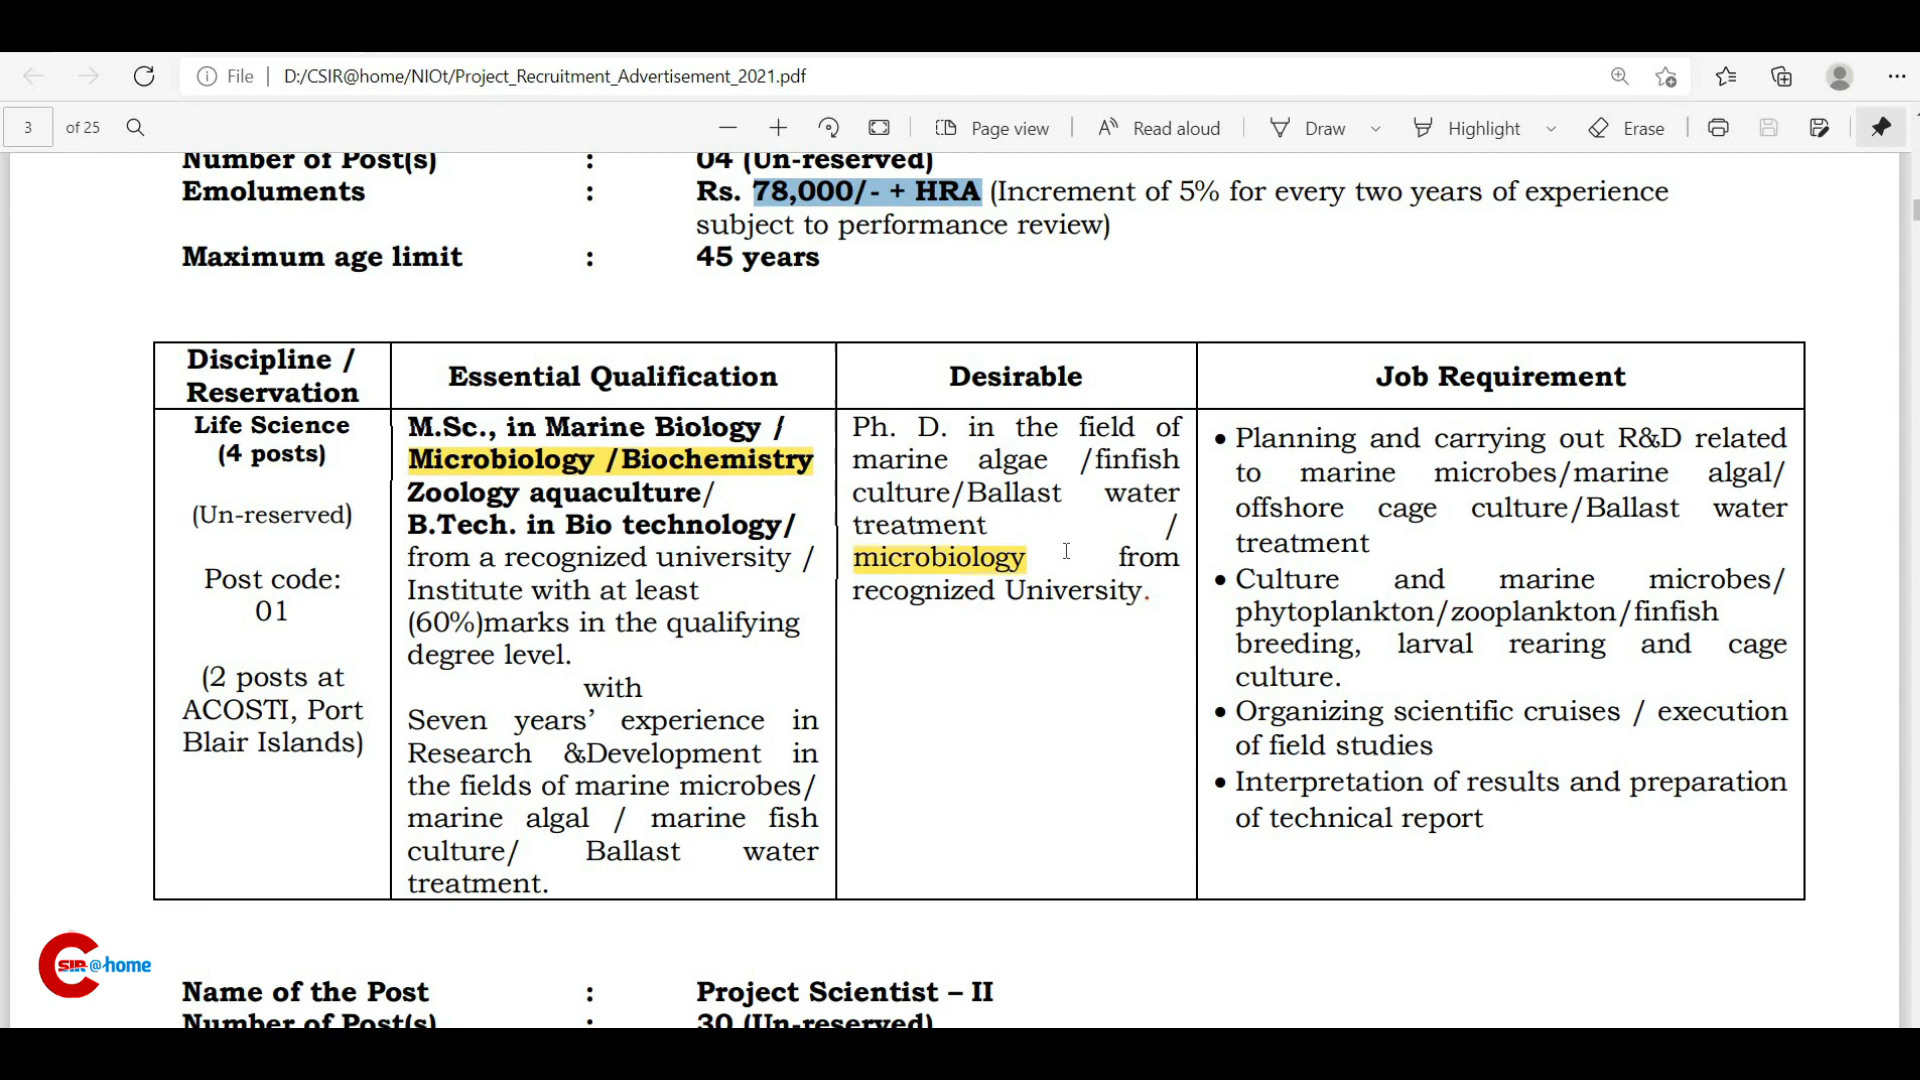 File
D:/CSIR@home/NIOt/Project_Recruitment_Advertisement_2021.pdf
3 of 25
Page view
Read aloud
Draw
Highlight
Erase
Number of Post(s) : 04 (Un-reserved)
Emoluments : Rs. 78,000/- + HRA (Increment of 5% for every two years of experience
subject to performance review)
Maximum age limit : 45 years
Discipline /
Reservation
Essential Qualification
Desirable
Job Requirement
Life Science
(4 posts)
(Un-reserved)
Post code:
01
(2 posts at
ACOSTI, Port
Blair Islands)
M.Sc., in Marine Biology /
Microbiology /Biochemistry
Zoology aquaculture/
B.Tech. in Bio technology/
from a recognized university /
Institute with at least
(60%)marks in the qualifying
degree level.
with
Seven years’ experience in
Research &Development in
the fields of marine microbes/
marine algal / marine fish
culture/ Ballast water
treatment.
Ph. D. in the field of
marine algae /finfish
culture/Ballast water
treatment /
microbiology from
recognized University.
• Planning and carrying out R&D related
to marine microbes/marine algal/
offshore cage culture/Ballast water
treatment
• Culture and marine microbes/
phytoplankton/zooplankton/finfish
breeding, larval rearing and cage
culture.
• Organizing scientific cruises / execution
of field studies
• Interpretation of results and preparation
of technical report
CSIR@home
Name of the Post : Project Scientist – II
Number of Post(s) : 30 (Un-reserved)